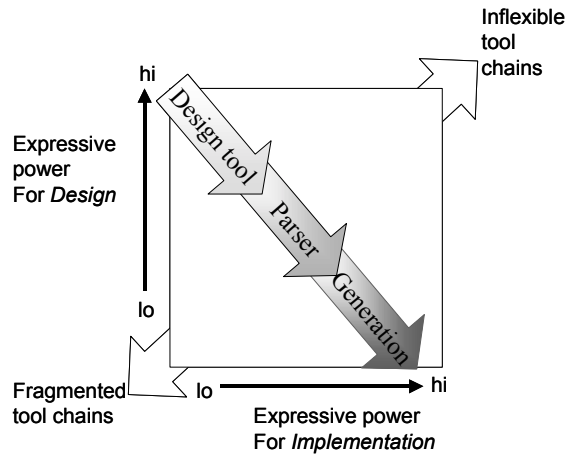 Inflexible
tool
chains
hi
Expressive
power
For Design
Design tool
Parser
Generation
lo
Fragmented
tool chains
lo
hi
Expressive power
For Implementation